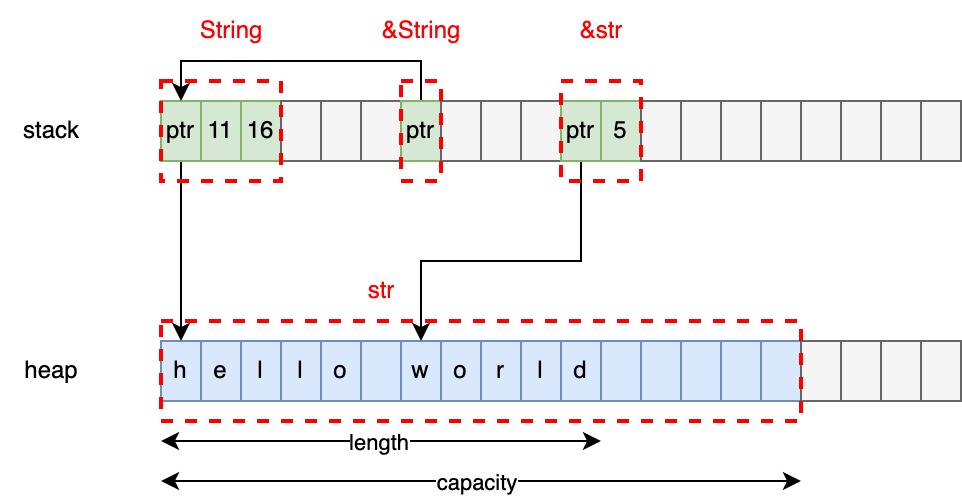 String &String &str
stack ptr 11 16 ptr ptr 5
str
heap h e l l o w o r l d
length
capacity